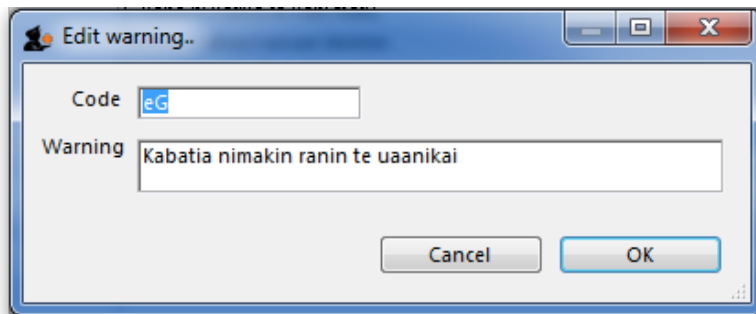 Edit warning..
Code eG
Warning Kabatia nimakin ranin te uaanikai
Cancel OK